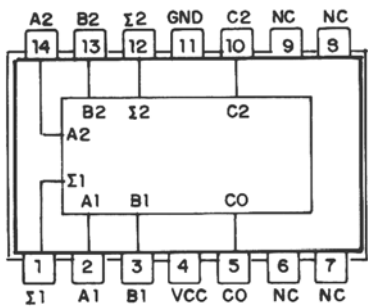 A2 B2 Σ2 GND C2 NC NC
14 13 12 11 10 9 8
B2 Σ2 C2
A2
Σ1
A1 B1 CO
1 2 3 4 5 6 7
Σ1 A1 B1 VCC CO NC NC